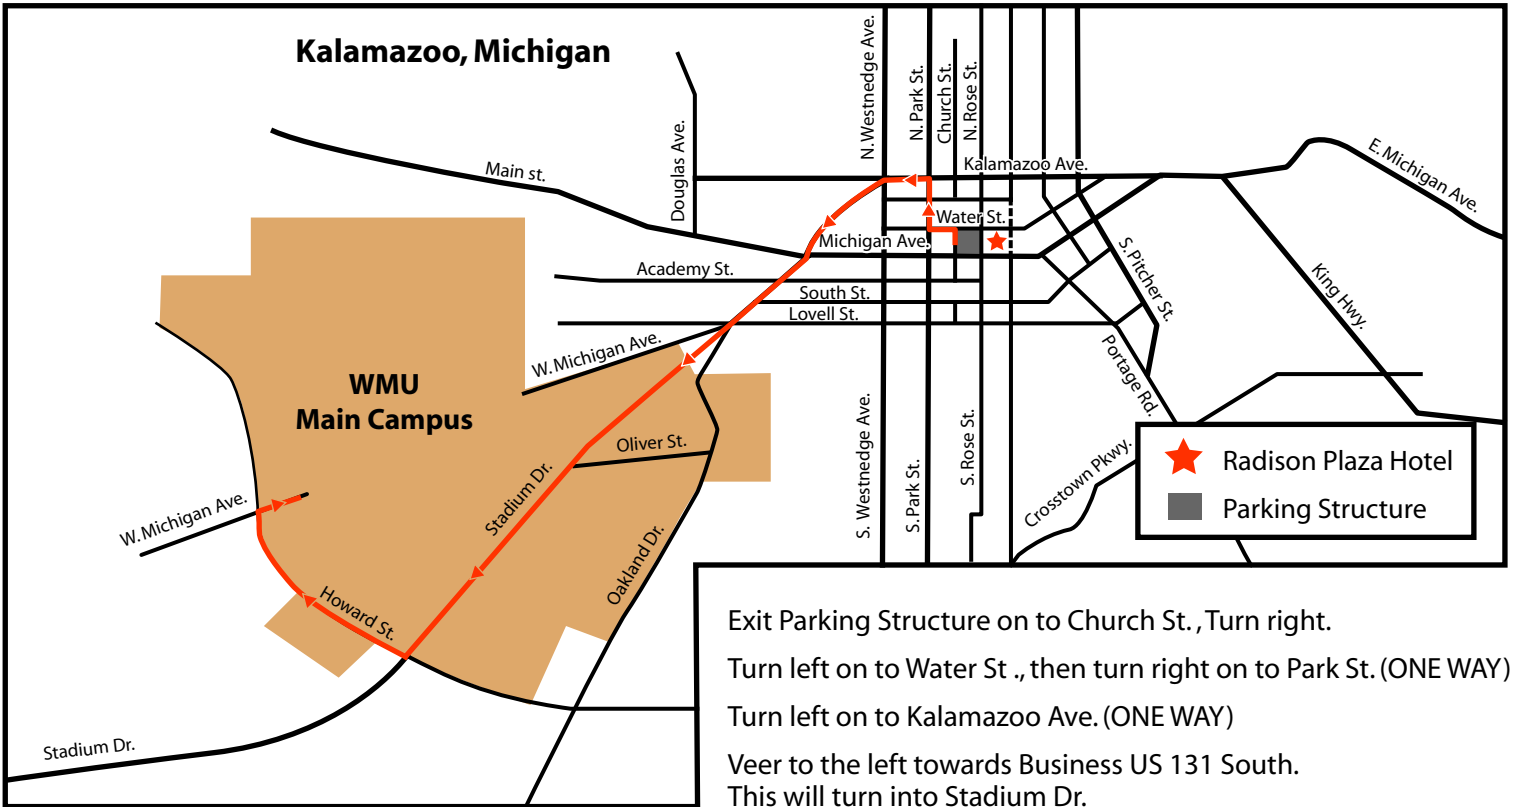 Kalamazoo, Michigan
N. Westnedge Ave.
N. Park St.
Church St.
N. Rose St.
Douglas Ave.
Main st.
Kalamazoo Ave.
E. Michigan Ave.
Water St.
Michigan Ave.
S. Pitcher St.
King Hwy.
Academy St.
South St.
Lovell St.
W. Michigan Ave.
Portage Rd.
WMU
Main Campus
S. Westnedge Ave.
S. Park St.
S. Rose St.
Oliver St.
Stadium Dr.
Crosstown Pkwy.
W. Michigan Ave.
Oakland Dr.
Howard St.
Stadium Dr.
Radison Plaza Hotel
Parking Structure
Exit Parking Structure on to Church St. , Turn right.
Turn left on to Water St ., then turn right on to Park St. (ONE WAY)
Turn left on to Kalamazoo Ave. (ONE WAY)
Veer to the left towards Business US 131 South.
This will turn into Stadium Dr.